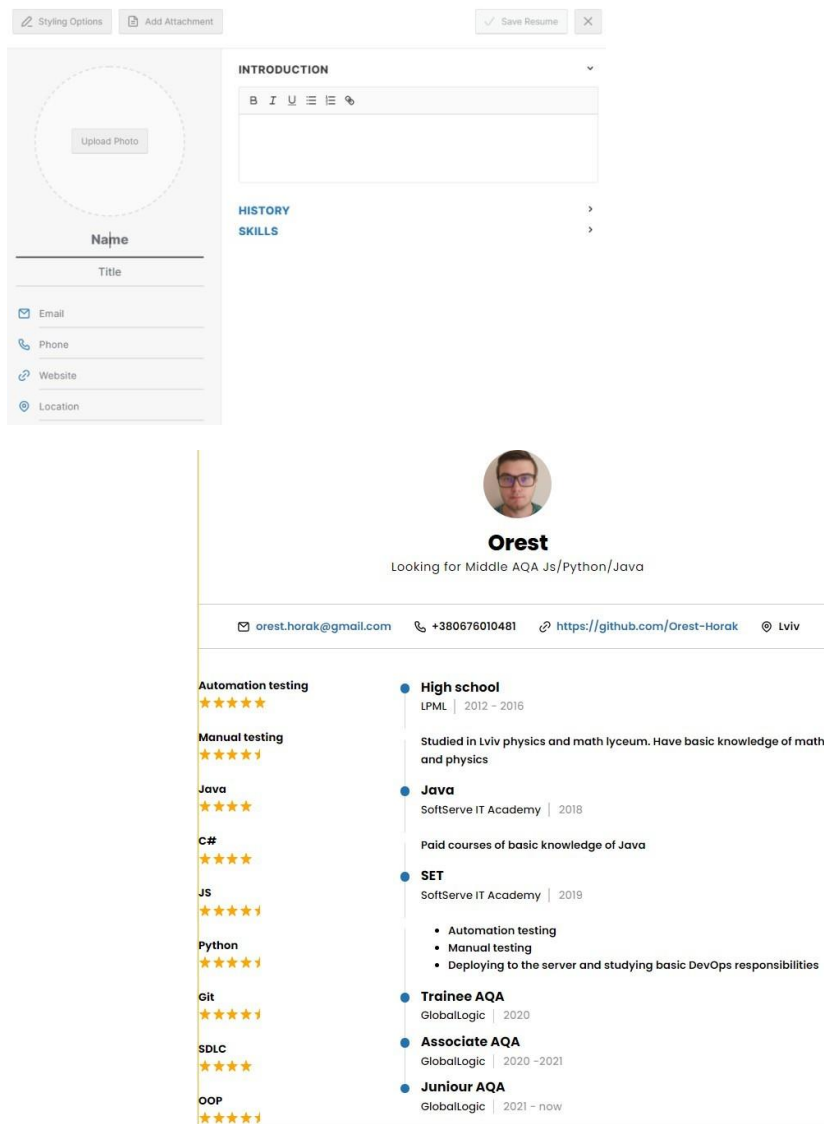 Styling Options
Add Attachment
Save Resume
Upload Photo
Name
Title
Email
Phone
Website
Location
INTRODUCTION
B I U
HISTORY
SKILLS
Orest
Looking for Middle AQA Js/Python/Java
orest.horak@gmail.com +380676010481 https://github.com/Orest-Horak Lviv
Automation testing
Manual testing
Java
C#
JS
Python
Git
SDLC
OOP
High school
LPML | 2012 - 2016
Studied in Lviv physics and math lyceum. Have basic knowledge of math
and physics
Java
SoftServe IT Academy | 2018
Paid courses of basic knowledge of Java
SET
SoftServe IT Academy | 2019
• Automation testing
• Manual testing
• Deploying to the server and studying basic DevOps responsibilities
Trainee AQA
GlobalLogic | 2020
Associate AQA
GlobalLogic | 2020 -2021
Juniour AQA
GlobalLogic | 2021 - now